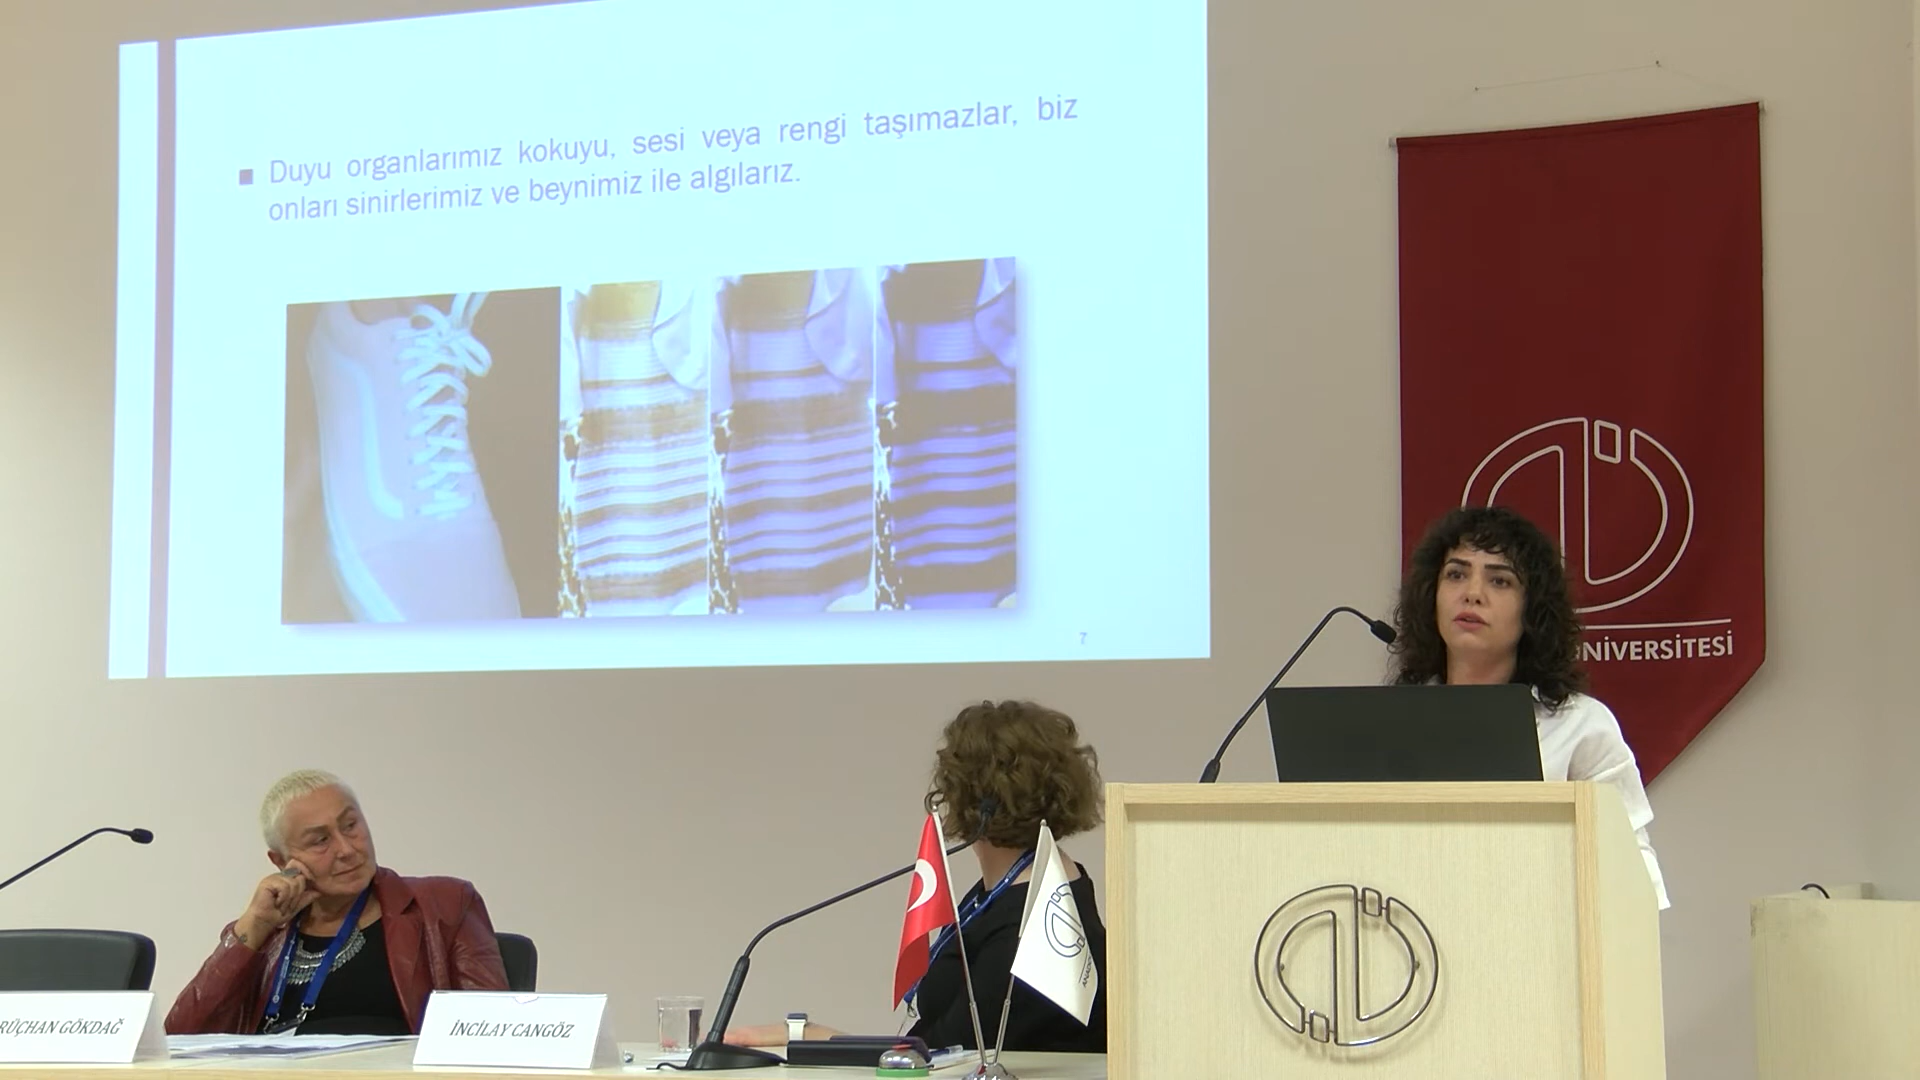 Duyu organlarımız kokuyu, sesi veya rengi taşımazlar, biz
onları sinirlerimiz ve beynimiz ile algılarız.
7
ÜNİVERSİTESİ
RÜÇHAN GÖKDAĞ
İNCİLAY CANGÖZ